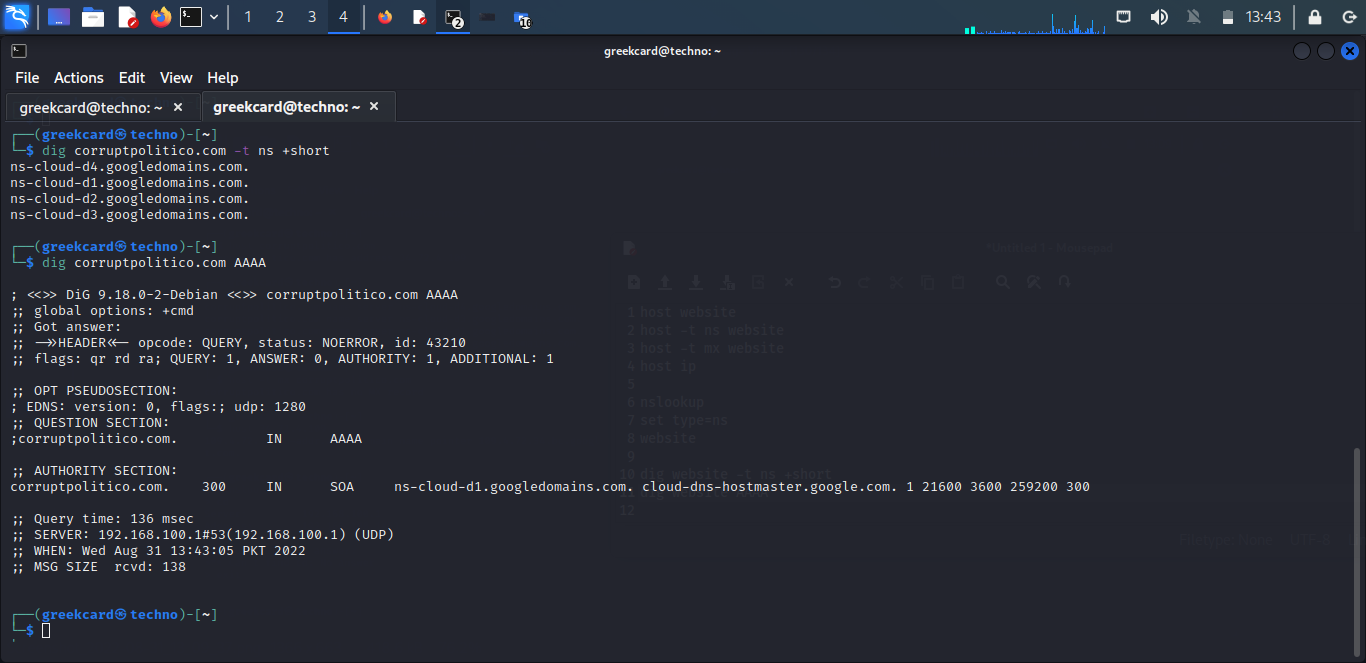 1 2 3 4 2 10 13:43
greekcard@techno: ~
File Actions Edit View Help
greekcard@techno: ~ × greekcard@techno: ~ ×
┌──(greekcard㉿techno)-[~]
└─$ dig corruptpolitico.com -t ns +short
ns-cloud-d4.googledomains.com.
ns-cloud-d1.googledomains.com.
ns-cloud-d2.googledomains.com.
ns-cloud-d3.googledomains.com.
┌──(greekcard㉿techno)-[~]
└─$ dig corruptpolitico.com AAAA
; <<>> DiG 9.18.0-2-Debian <<>> corruptpolitico.com AAAA
;; global options: +cmd
;; Got answer:
;; ->>HEADER<<- opcode: QUERY, status: NOERROR, id: 43210
;; flags: qr rd ra; QUERY: 1, ANSWER: 0, AUTHORITY: 1, ADDITIONAL: 1
;; OPT PSEUDOSECTION:
; EDNS: version: 0, flags:; udp: 1280
;; QUESTION SECTION:
;corruptpolitico.com. IN AAAA
;; AUTHORITY SECTION:
corruptpolitico.com. 300 IN SOA ns-cloud-d1.googledomains.com. cloud-dns-hostmaster.google.com. 1 21600 3600 259200 300
;; Query time: 136 msec
;; SERVER: 192.168.100.1#53(192.168.100.1) (UDP)
;; WHEN: Wed Aug 31 13:43:05 PKT 2022
;; MSG SIZE rcvd: 138
┌──(greekcard㉿techno)-[~]
└─$
*Untitled 1 - Mousepad
1 host website
2 host -t ns website
3 host -t mx website
4 host ip
5
6 nslookup
7 set type=ns
8 website
9
10 dig website -t ns +short
11
12
Filetype: None UTF-8